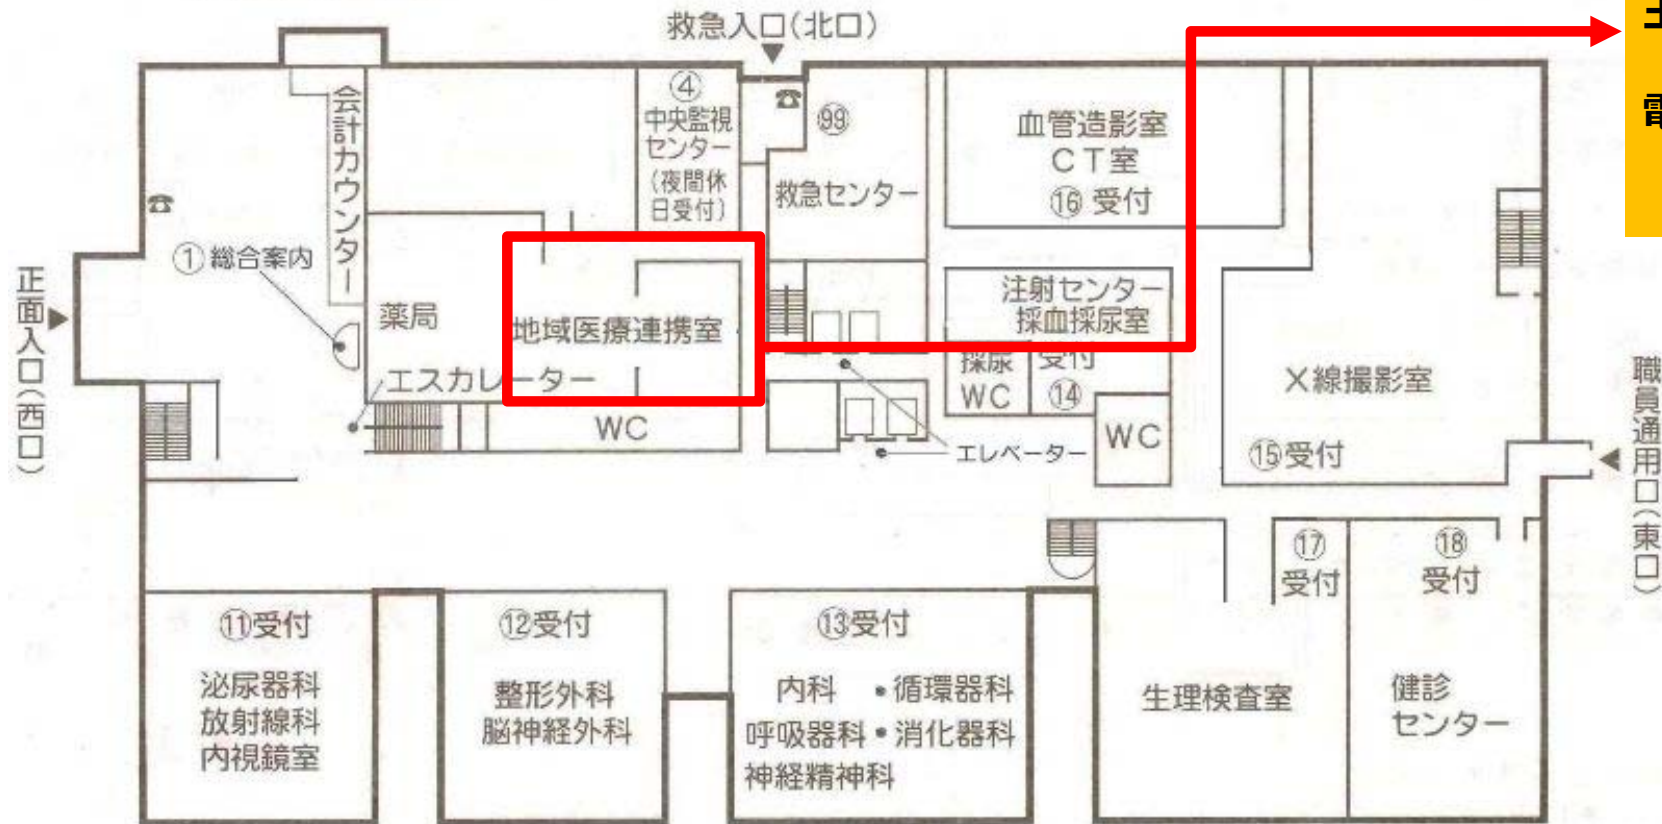 救急入口(北口)
土
電
会計カウンター
④
中央監視
センター
(夜間休
日受付)
99
救急センター
血管造影室
CT室
⑯ 受付
① 総合案内
正面入口(西口)
薬局
地域医療連携室
エスカレーター
WC
注射センター
採血採尿室
採尿
WC
受付
⑭
エレベーター
WC
X線撮影室
⑮受付
職員通用口(東口)
⑪受付
泌尿器科
放射線科
内視鏡室
⑫受付
整形外科
脳神経外科
⑬受付
内科 ・循環器科
呼吸器科・消化器科
神経精神科
生理検査室
⑰
受付
⑱
受付
健診
センター